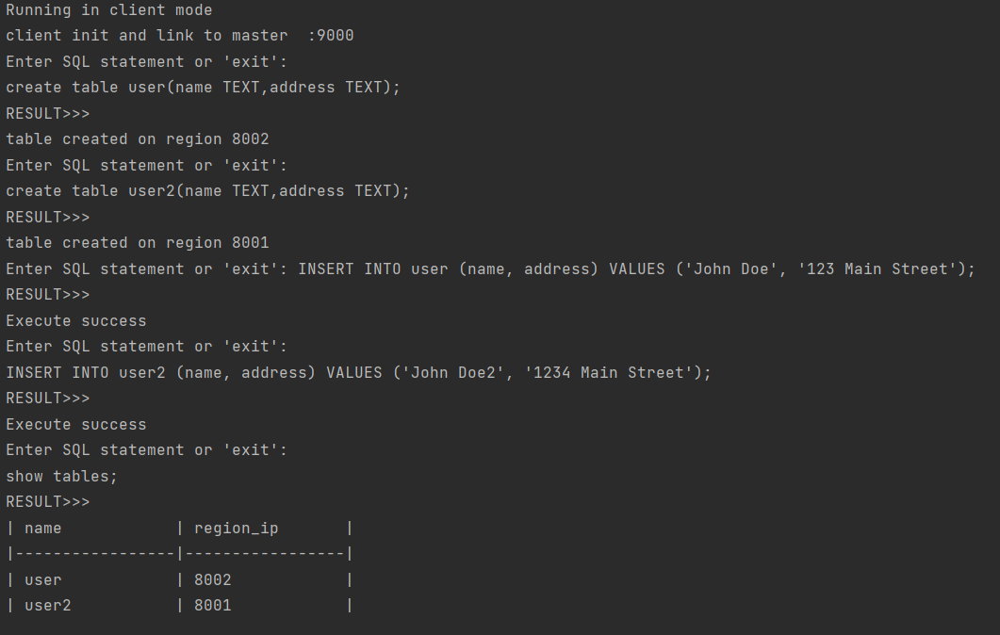 Running in client mode
client init and link to master  :9000
Enter SQL statement or 'exit':
create table user(name TEXT,address TEXT);
RESULT>>>
table created on region 8002
Enter SQL statement or 'exit':
create table user2(name TEXT,address TEXT);
RESULT>>>
table created on region 8001
Enter SQL statement or 'exit': INSERT INTO user (name, address) VALUES ('John Doe', '123 Main Street');
RESULT>>>
Execute success
Enter SQL statement or 'exit':
INSERT INTO user2 (name, address) VALUES ('John Doe2', '1234 Main Street');
RESULT>>>
Execute success
Enter SQL statement or 'exit':
show tables;
RESULT>>>
| name            | region_ip       |
|-----------------|-----------------|
| user            | 8002            |
| user2           | 8001            |